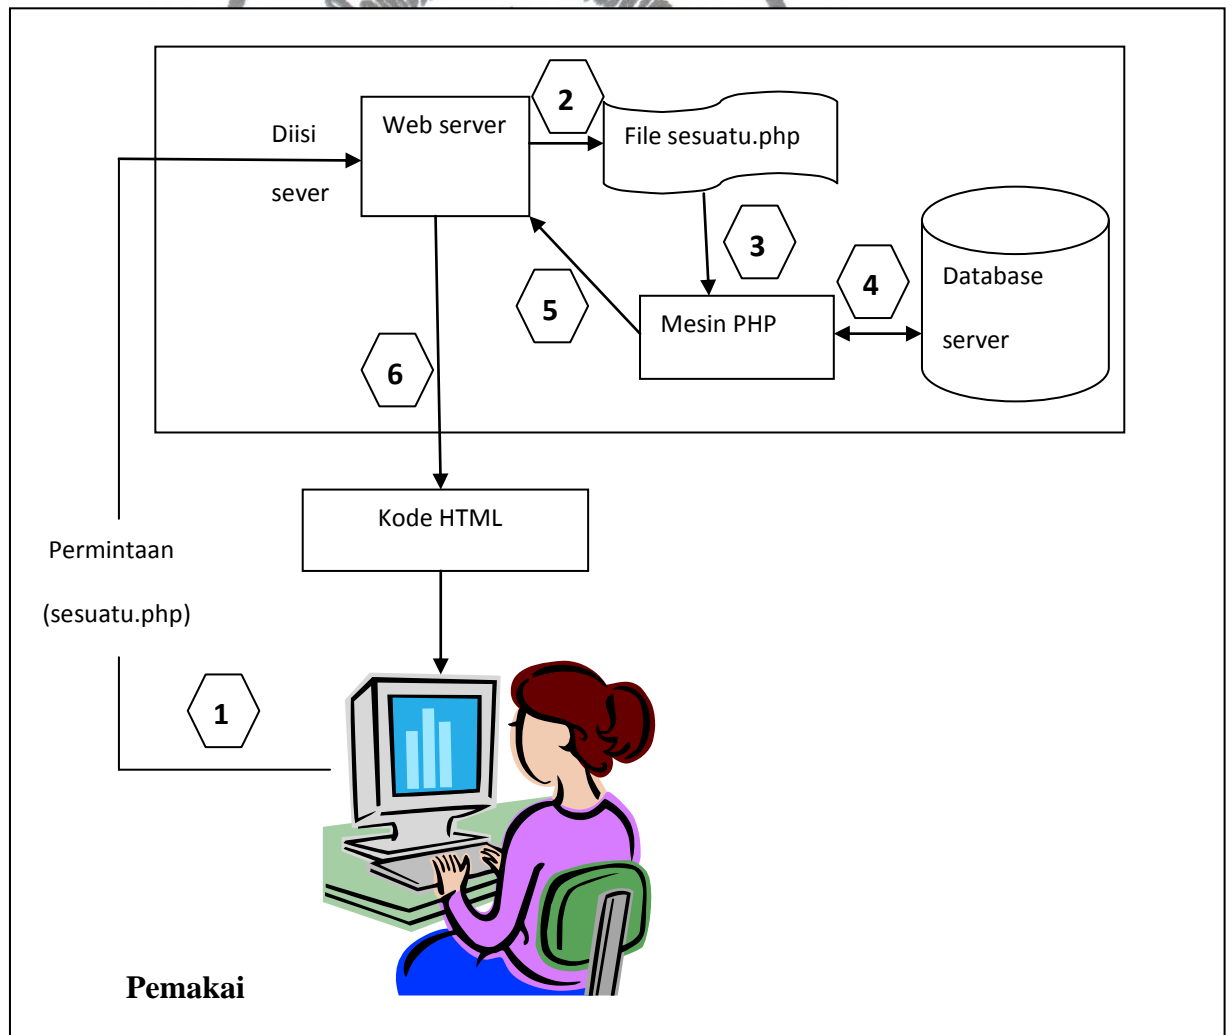 2
Web server
File sesuatu.php
Diisi
sever
3
Database
server
4
5
Mesin PHP
6
Kode HTML
Permintaan
(sesuatu.php)
1
Pemakai